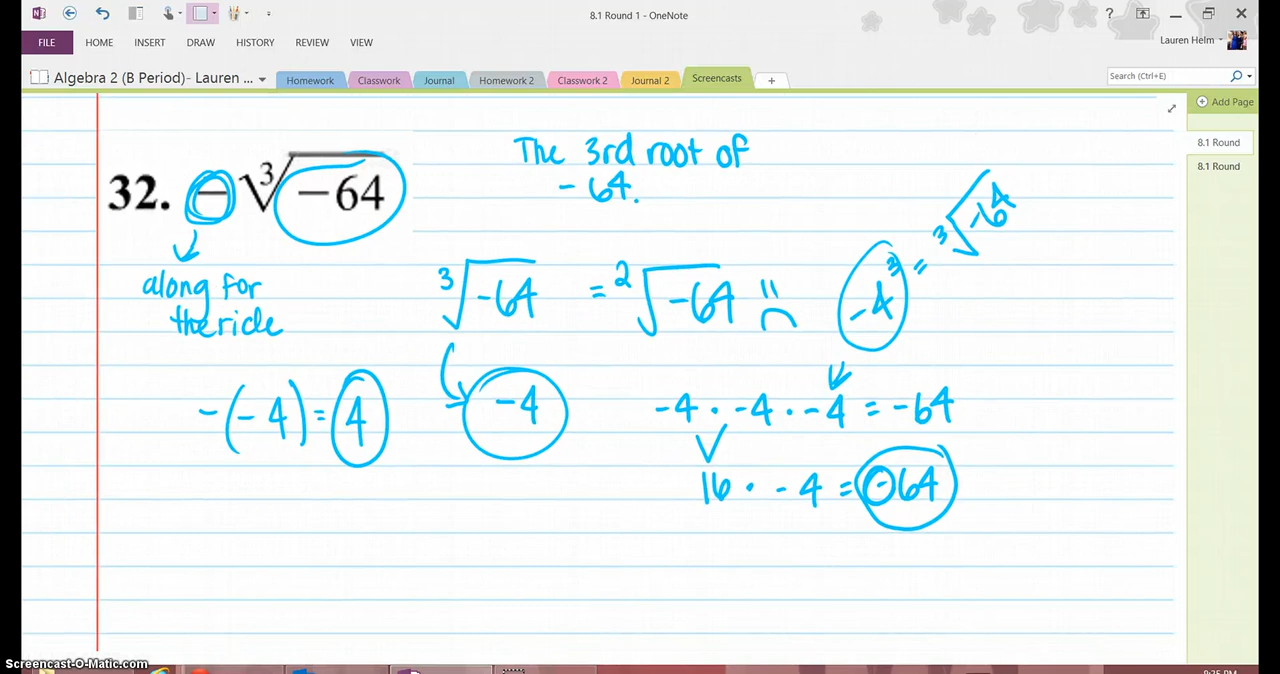 8.1 Round 1 - OneNote
?
FILE HOME INSERT DRAW HISTORY REVIEW VIEW
Lauren Helm
Algebra 2 (B Period)- Lauren ...
Homework Classwork Journal Homework 2 Classwork 2 Journal 2 Screencasts +
Search (Ctrl+E)
Add Page
8.1 Round
8.1 Round
32. -∛-64
The 3rd root of
-64.
along for
the ride
∛-64 = ²√-64
-4³ = ∛-64
-(-4) = 4
-4
-4 · -4 · -4 = -64
16 · -4 = -64
Screencast-O-Matic.com